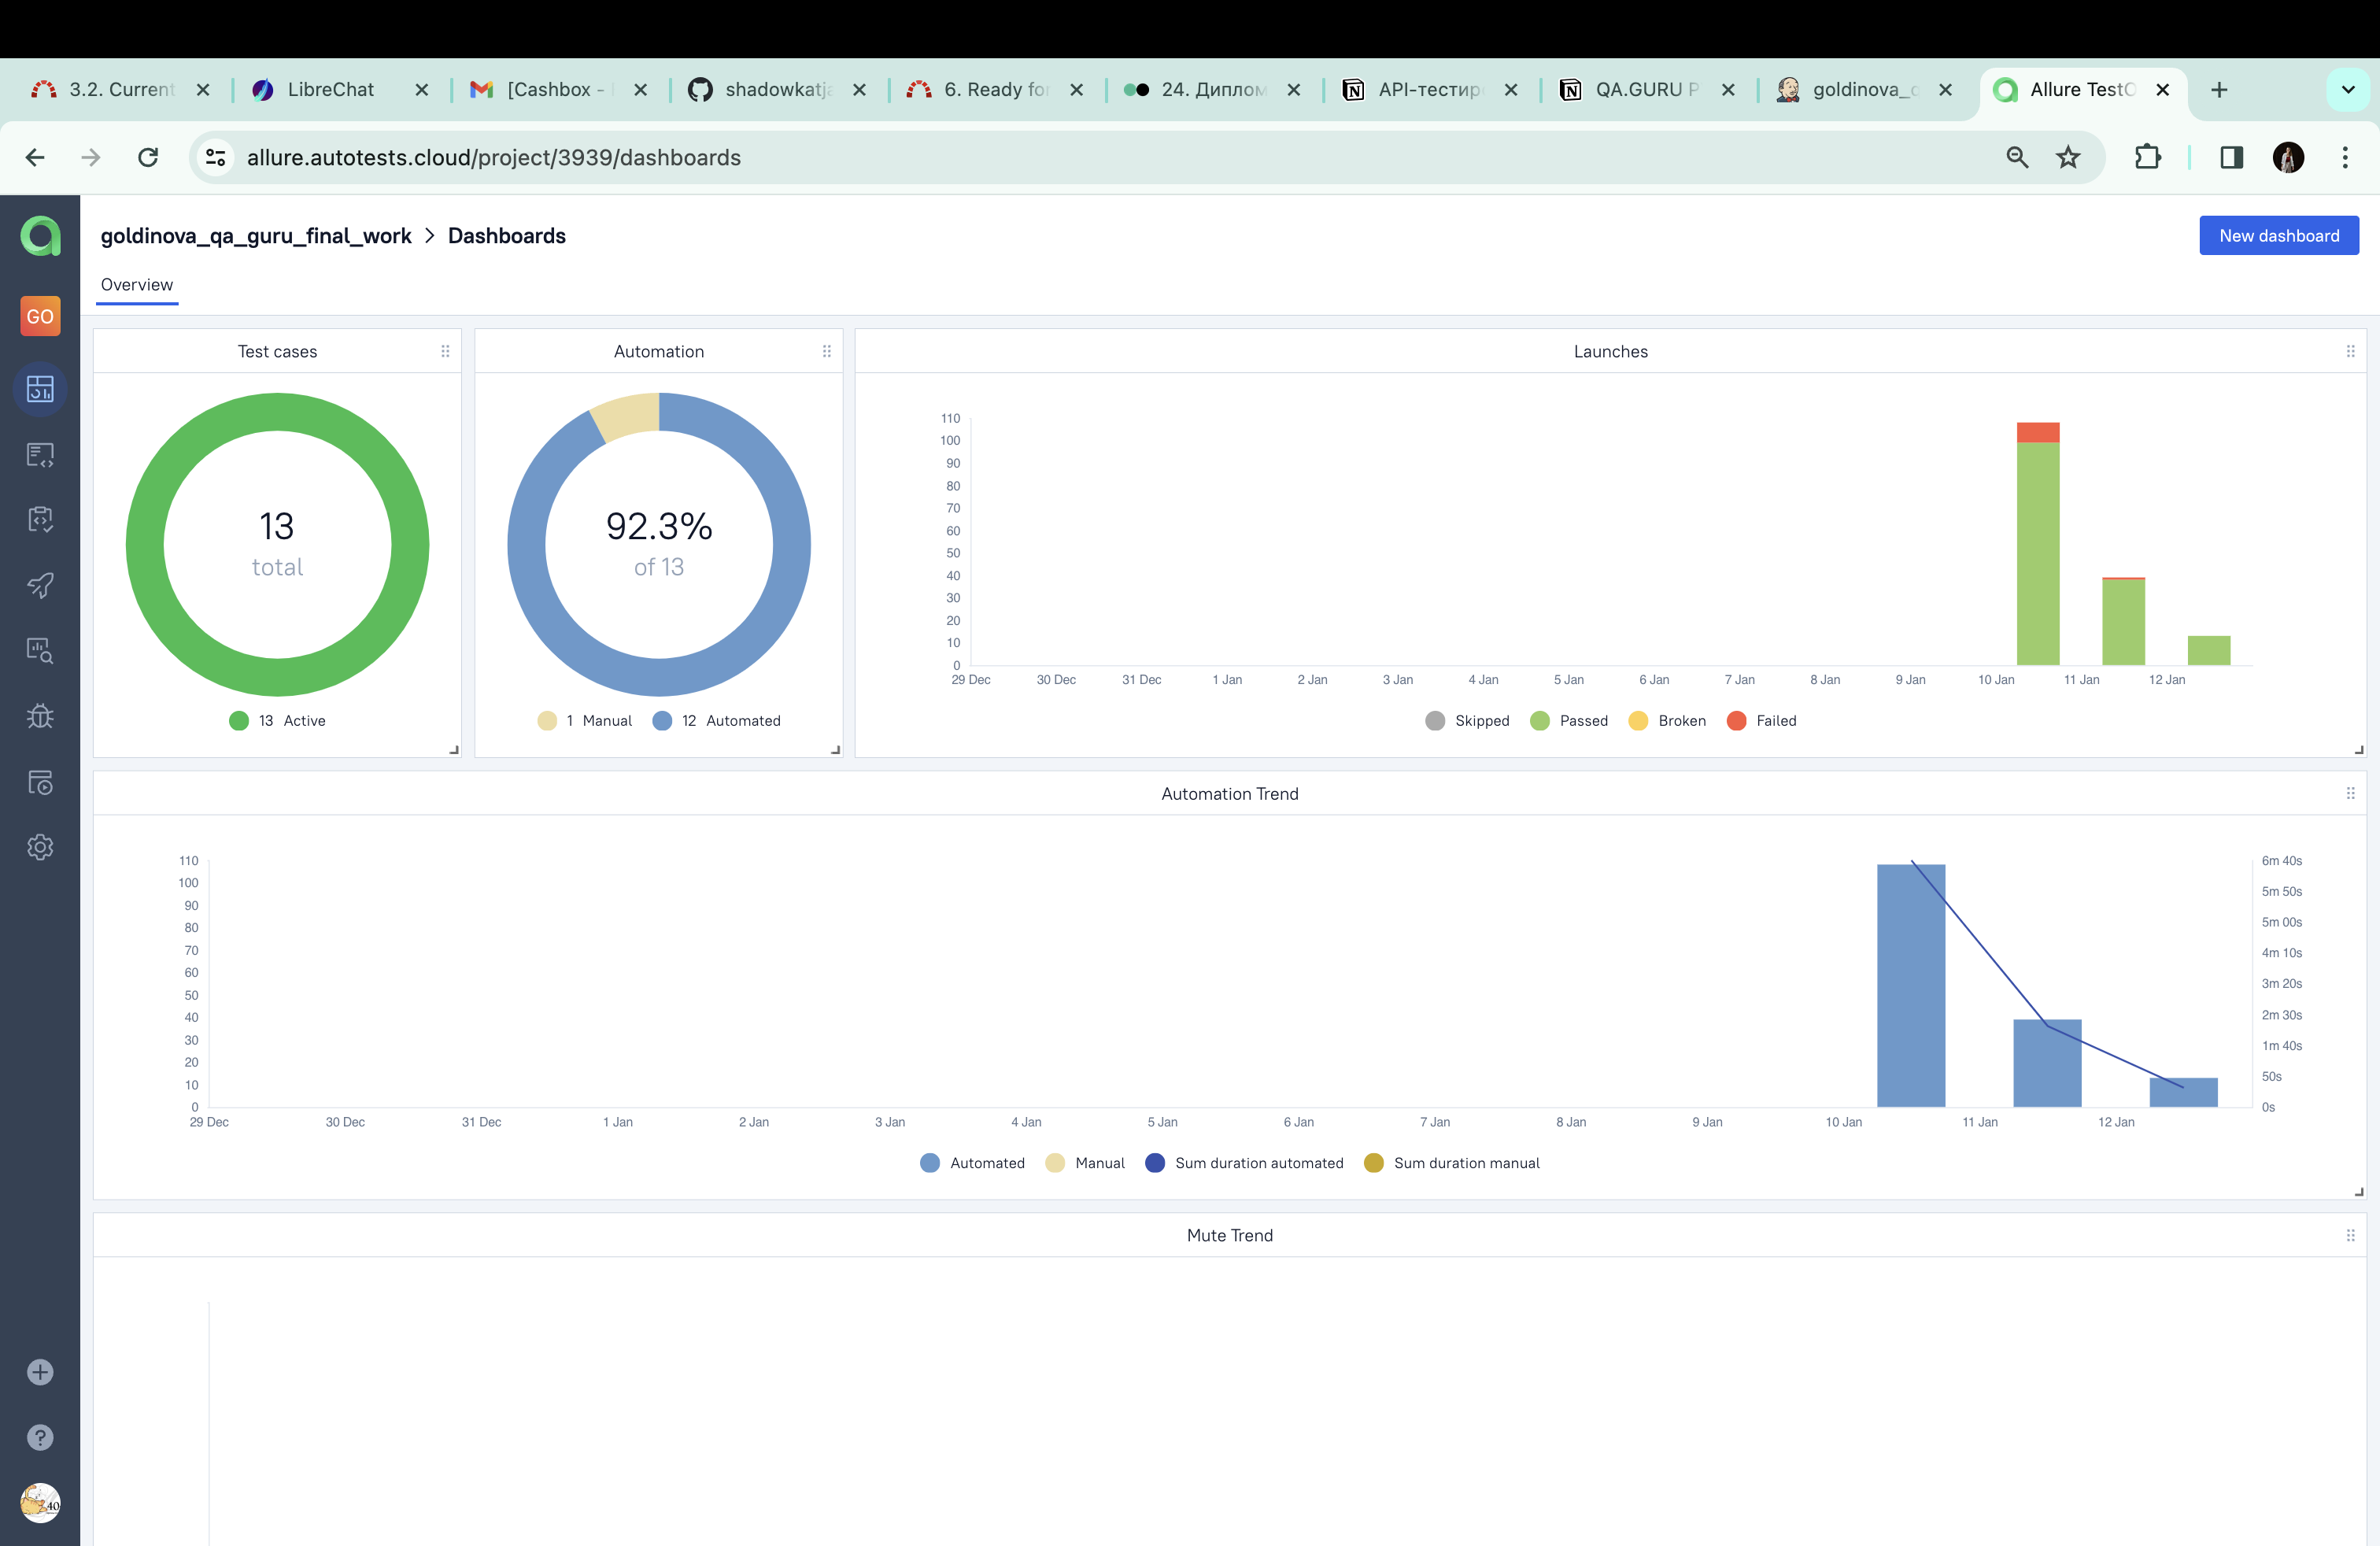 3.2. Current
LibreChat
[Cashbox -
shadowkatja
6. Ready for
24. Диплом
API-тестир
QA.GURU P
goldinova_
Allure TestO
allure.autotests.cloud/project/3939/dashboards
goldinova_qa_guru_final_work > Dashboards
New dashboard
Overview
GO
Test cases
13
total
13 Active
Automation
92.3%
of 13
1 Manual 12 Automated
Launches
110
100
90
80
70
60
50
40
30
20
10
0
29 Dec 30 Dec 31 Dec 1 Jan 2 Jan 3 Jan 4 Jan 5 Jan 6 Jan 7 Jan 8 Jan 9 Jan 10 Jan 11 Jan 12 Jan
Skipped Passed Broken Failed
Automation Trend
110
100
90
80
70
60
50
40
30
20
10
0
6m 40s
5m 50s
5m 00s
4m 10s
3m 20s
2m 30s
1m 40s
50s
0s
29 Dec 30 Dec 31 Dec 1 Jan 2 Jan 3 Jan 4 Jan 5 Jan 6 Jan 7 Jan 8 Jan 9 Jan 10 Jan 11 Jan 12 Jan
Automated Manual Sum duration automated Sum duration manual
Mute Trend
40